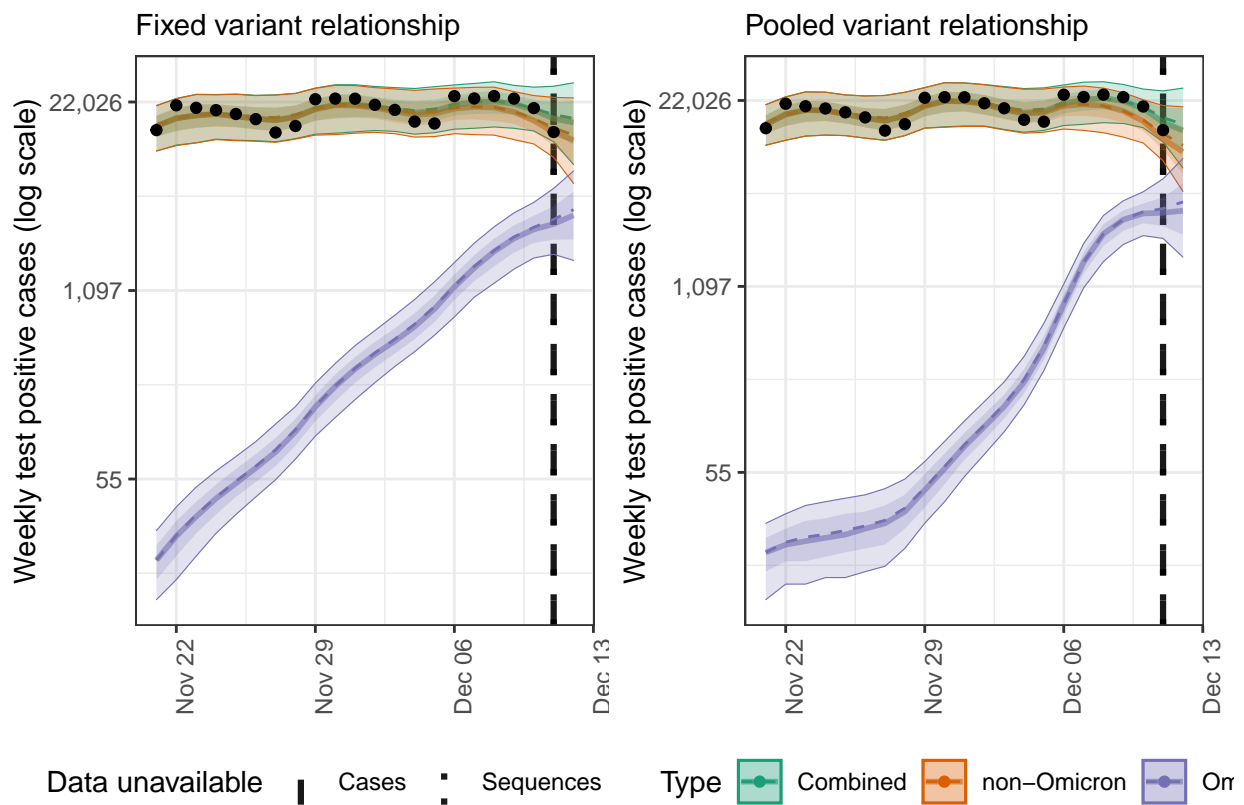 Fixed variant relationship
Pooled variant relationship
Weekly test positive cases (log scale)
22,026
1,097
55
Nov 22
Nov 29
Dec 06
Dec 13
Weekly test positive cases (log scale)
22,026
1,097
55
Nov 22
Nov 29
Dec 06
Dec 13
Data unavailable Cases Sequences Type Combined non−Omicron